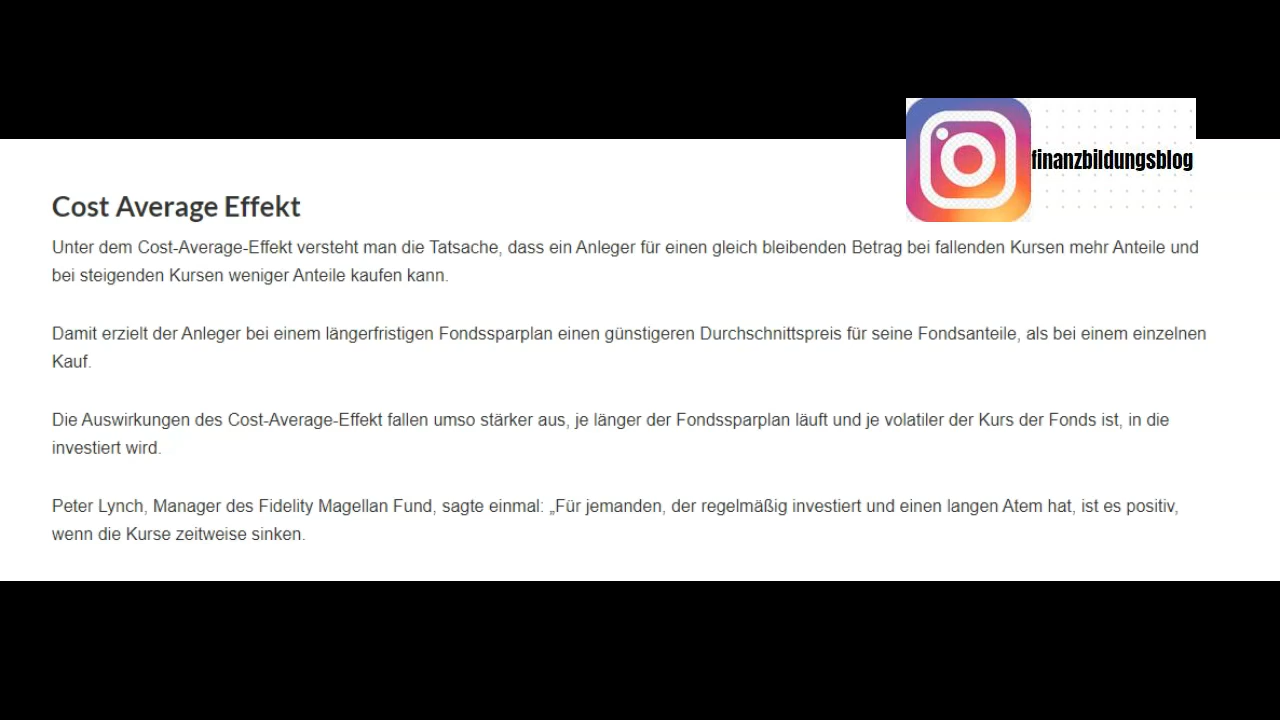 finanzbildungsblog
Cost Average Effekt
Unter dem Cost-Average-Effekt versteht man die Tatsache, dass ein Anleger für einen gleich bleibenden Betrag bei fallenden Kursen mehr Anteile und
bei steigenden Kursen weniger Anteile kaufen kann.
Damit erzielt der Anleger bei einem längerfristigen Fondssparplan einen günstigeren Durchschnittspreis für seine Fondsanteile, als bei einem einzelnen
Kauf.
Die Auswirkungen des Cost-Average-Effekt fallen umso stärker aus, je länger der Fondssparplan läuft und je volatiler der Kurs der Fonds ist, in die
investiert wird.
Peter Lynch, Manager des Fidelity Magellan Fund, sagte einmal: „Für jemanden, der regelmäßig investiert und einen langen Atem hat, ist es positiv,
wenn die Kurse zeitweise sinken.